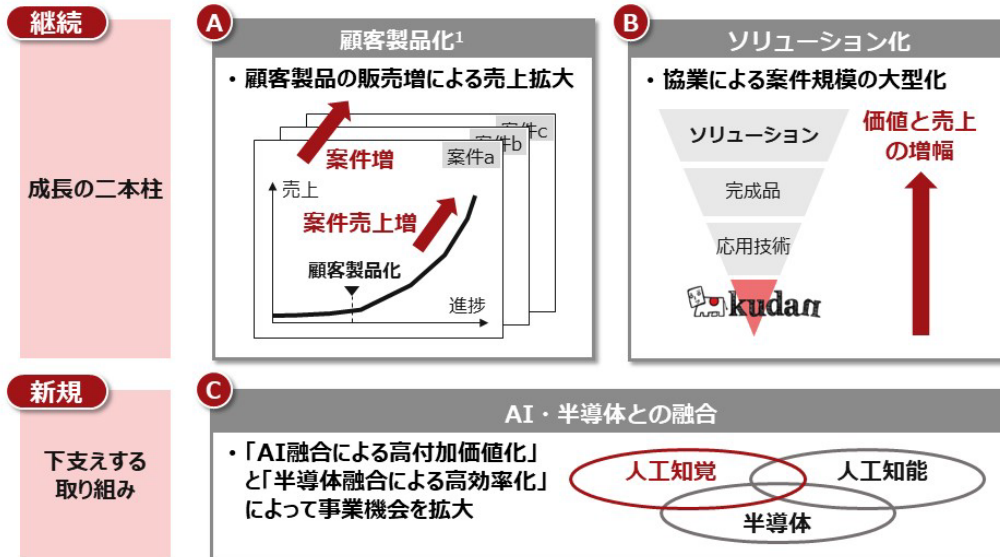 継続
成長の二本柱
A
顧客製品化1
・顧客製品の販売増による売上拡大
案件c
案件b
案件a
案件増
売上
案件売上増
顧客製品化
進捗
B
ソリューション化
・協業による案件規模の大型化
ソリューション
完成品
応用技術
kudan
価値と売上
の増幅
新規
下支えする
取り組み
C
AI・半導体との融合
・「AI融合による高付加価値化」
と「半導体融合による高効率化」
によって事業機会を拡大
人工知覚
人工知能
半導体